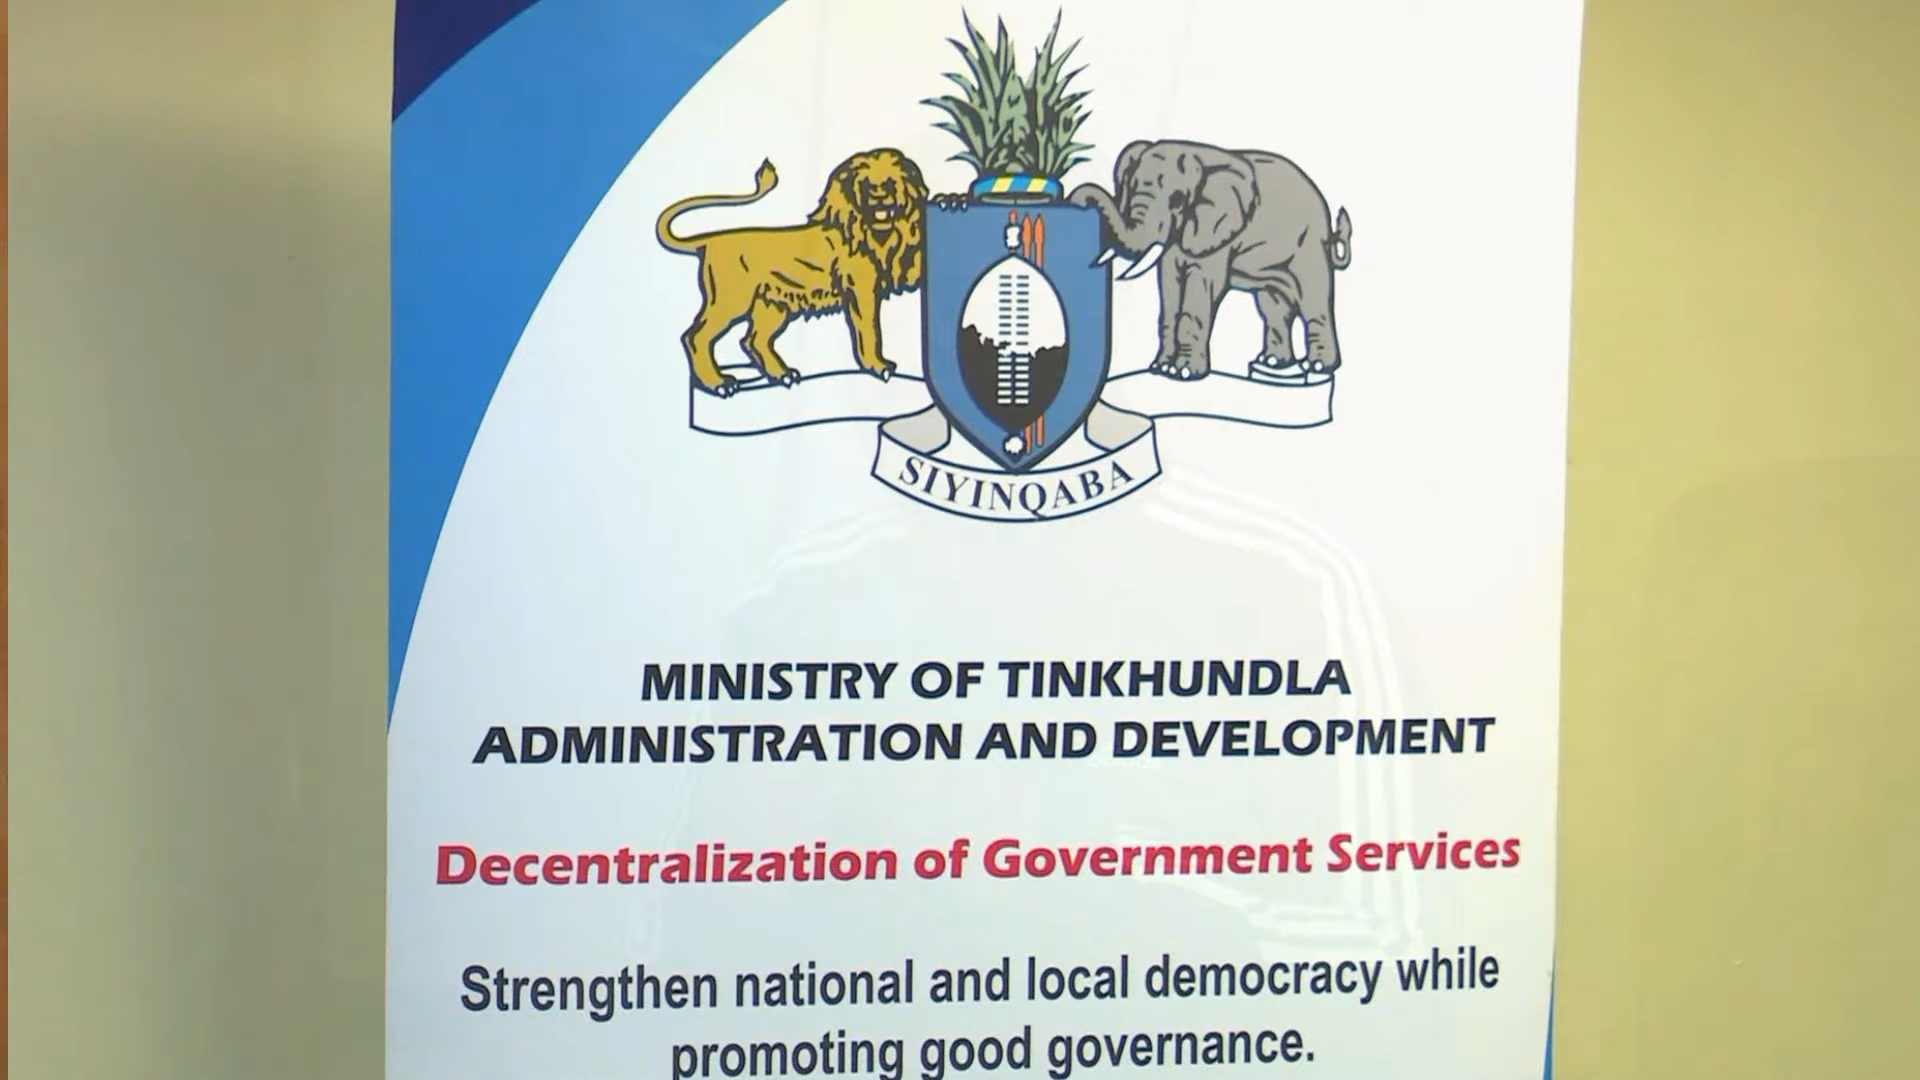 SIYINQABA
MINISTRY OF TINKHUNDLA
ADMINISTRATION AND DEVELOPMENT
Decentralization of Government Services
Strengthen national and local democracy while
promoting good governance.